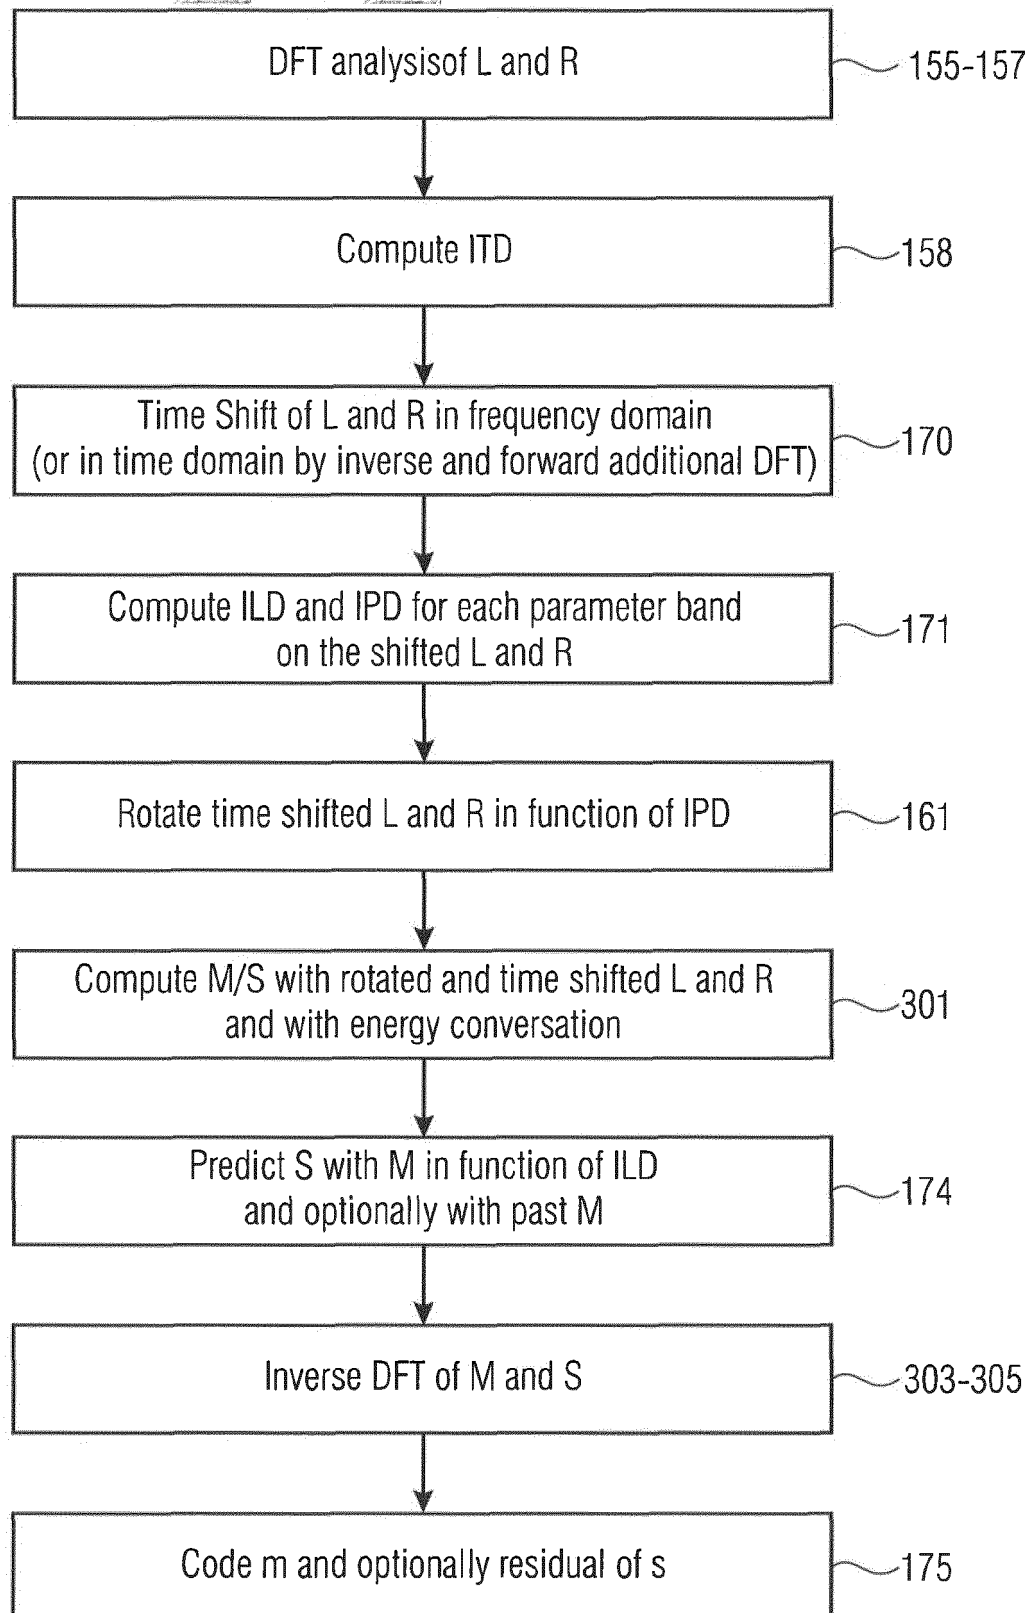 DFT analysisof L and R
155-157
Compute ITD
158
Time Shift of L and R in frequency domain
(or in time domain by inverse and forward additional DFT)
170
Compute ILD and IPD for each parameter band
on the shifted L and R
171
Rotate time shifted L and R in function of IPD
161
Compute M/S with rotated and time shifted L and R
and with energy conversation
301
Predict S with M in function of ILD
and optionally with past M
174
Inverse DFT of M and S
303-305
Code m and optionally residual of s
175